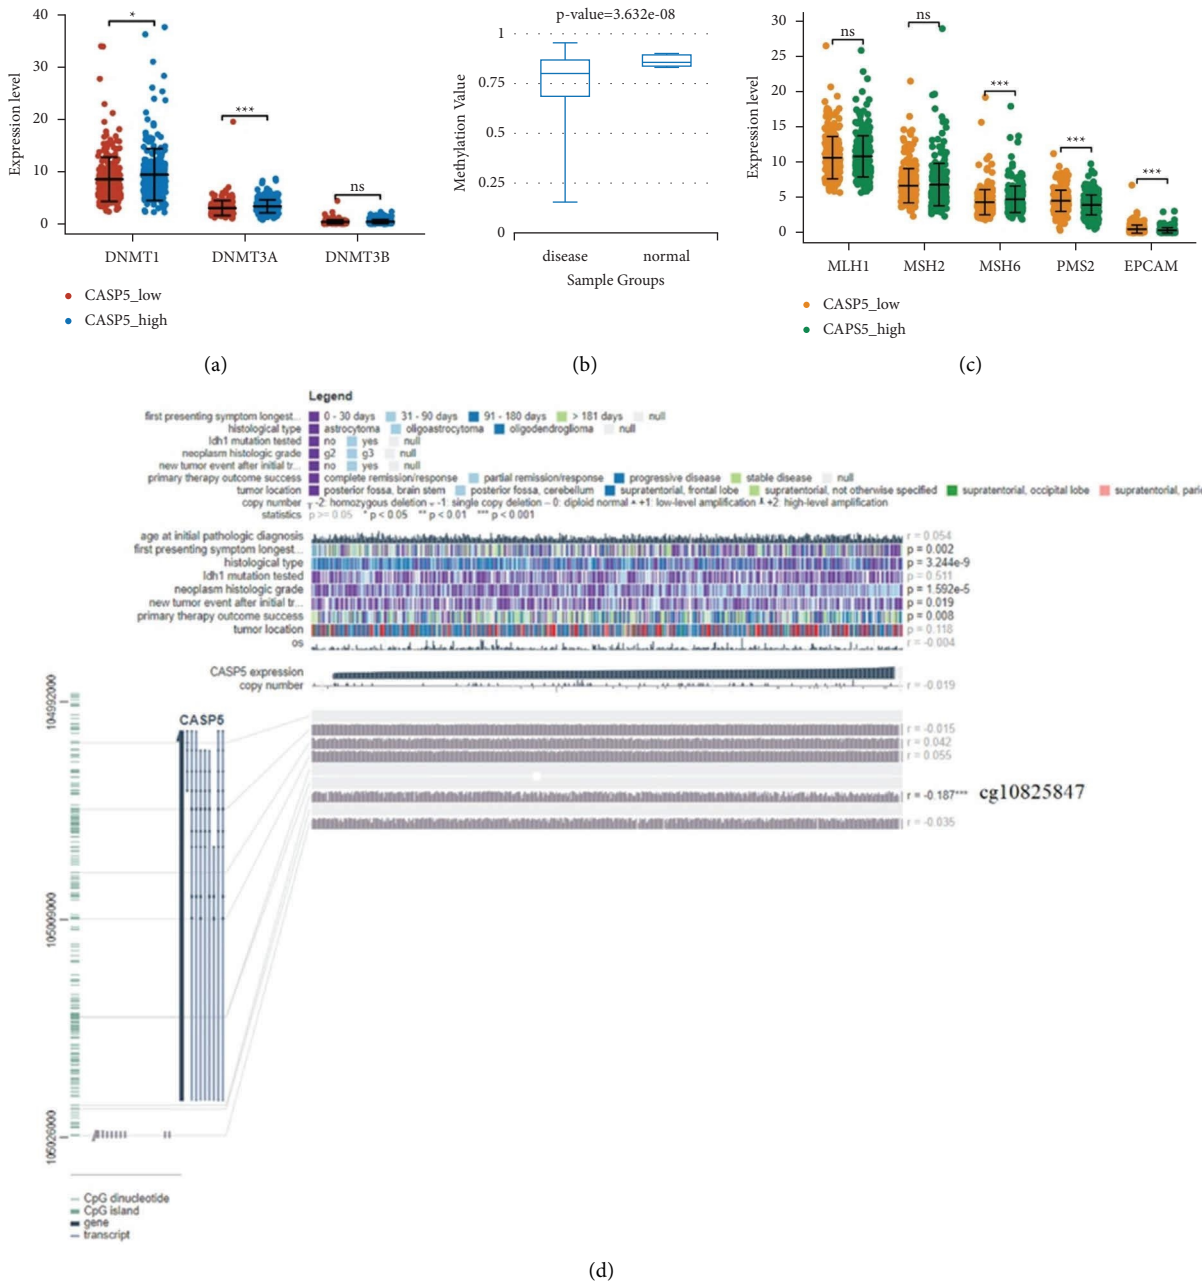 40
30
20
10
0
Expression level
*
***
ns
DNMT1
DNMT3A
DNMT3B
CASP5_low
CASP5_high
(a)
p-value=3.632e-08
1
0.75
0.5
0.25
0
Methylation Value
disease
normal
Sample Groups
(b)
30
25
20
15
10
5
0
Expression level
ns
ns
***
***
***
MLH1
MSH2
MSH6
PMS2
EPCAM
CASP5_low
CAPS5_high
(c)
Legend
first presenting symptom longest... 0 - 30 days 31 - 90 days 91 - 180 days > 181 days null
histological type astrocytoma oligoastrocytoma oligodendroglioma null
Idh1 mutation tested no yes null
neoplasm histologic grade g2 g3 null
new tumor event after initial tr... no yes null
primary therapy outcome success complete remission/response partial remission/response progressive disease stable disease null
tumor location posterior fossa, brain stem posterior fossa, cerebellum supratentorial, frontal lobe supratentorial, not otherwise specified supratentorial, occipital lobe supratentorial, parie
copy number -2: homozygous deletion -1: single copy deletion 0: diploid normal +1: low-level amplification +2: high-level amplification
statistics p >= 0.05 * p < 0.05 ** p < 0.01 *** p < 0.001
age at initial pathologic diagnosis r = 0.054
first presenting symptom longest... p = 0.002
histological type p = 3.244e-9
Idh1 mutation tested p = 0.511
neoplasm histologic grade p = 1.592e-5
new tumor event after initial tr... p = 0.019
primary therapy outcome success p = 0.008
tumor location p = 0.118
os r = -0.004
CASP5 expression
copy number r = -0.019
CASP5
r = -0.015
r = 0.042
r = 0.055
r = -0.187*** cg10825847
r = -0.035
104992000
105009000
105026000
CpG dinucleotide
CpG island
gene
transcript
(d)